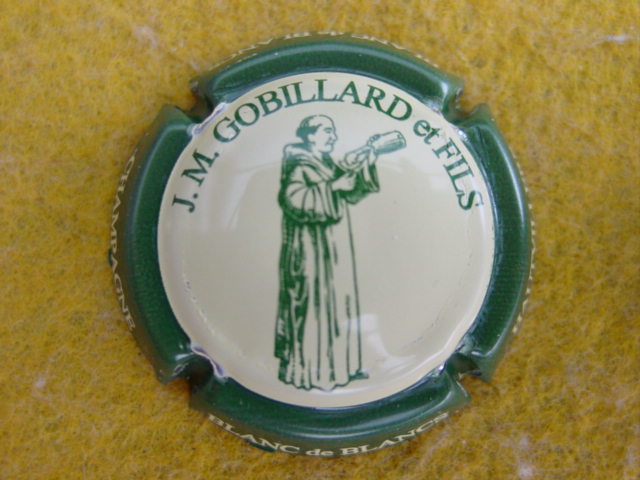 J. M. GOBILLARD et FILS
CHAMPAGNE
BLANC de BLANCS